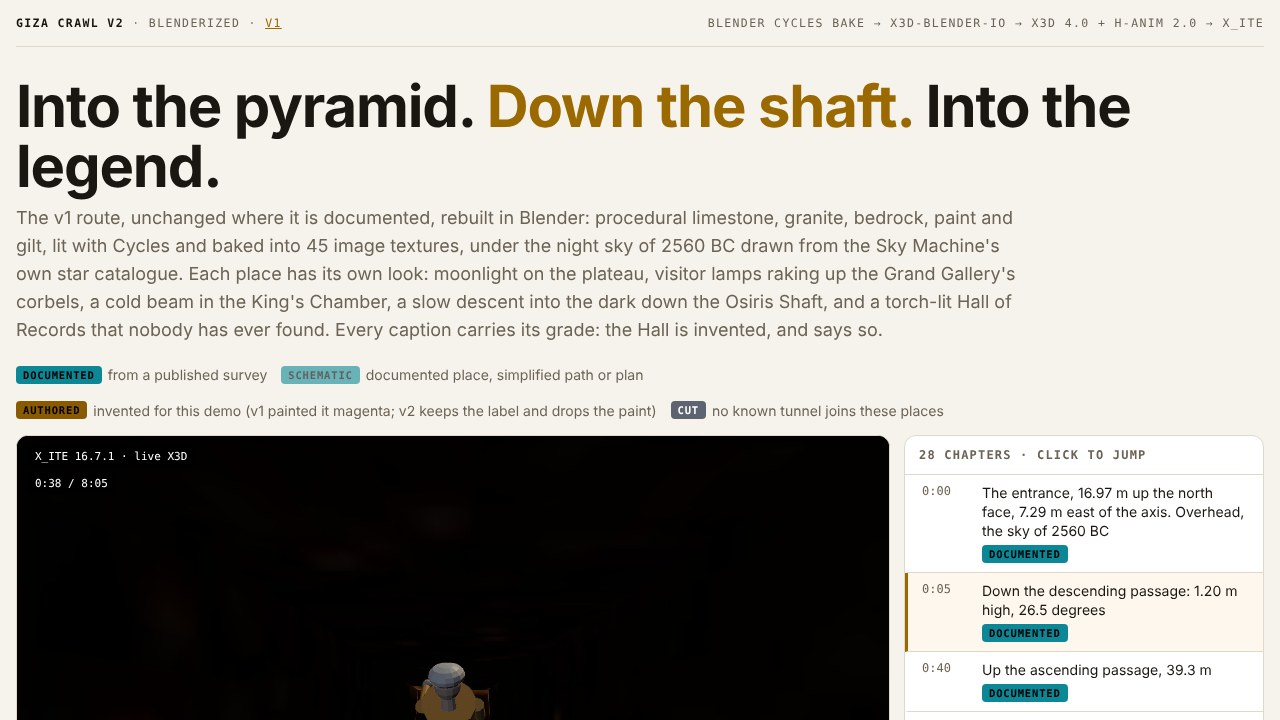 GIZA CRAWL V2 · BLENDERIZED · V1
BLENDER CYCLES BAKE → X3D-BLENDER-IO → X3D 4.0 + H-ANIM 2.0 → X_ITE
Into the pyramid. Down the shaft. Into the
legend.
The v1 route, unchanged where it is documented, rebuilt in Blender: procedural limestone, granite, bedrock, paint and
gilt, lit with Cycles and baked into 45 image textures, under the night sky of 2560 BC drawn from the Sky Machine's
own star catalogue. Each place has its own look: moonlight on the plateau, visitor lamps raking up the Grand Gallery's
corbels, a cold beam in the King's Chamber, a slow descent into the dark down the Osiris Shaft, and a torch-lit Hall of
Records that nobody has ever found. Every caption carries its grade: the Hall is invented, and says so.
DOCUMENTED from a published survey SCHEMATIC documented place, simplified path or plan
AUTHORED invented for this demo (v1 painted it magenta; v2 keeps the label and drops the paint) CUT no known tunnel joins these places
X_ITE 16.7.1 · live X3D
0:38 / 8:05
28 CHAPTERS · CLICK TO JUMP
0:00 The entrance, 16.97 m up the north
face, 7.29 m east of the axis. Overhead,
the sky of 2560 BC
DOCUMENTED
0:05 Down the descending passage: 1.20 m
high, 26.5 degrees
DOCUMENTED
0:40 Up the ascending passage, 39.3 m
DOCUMENTED